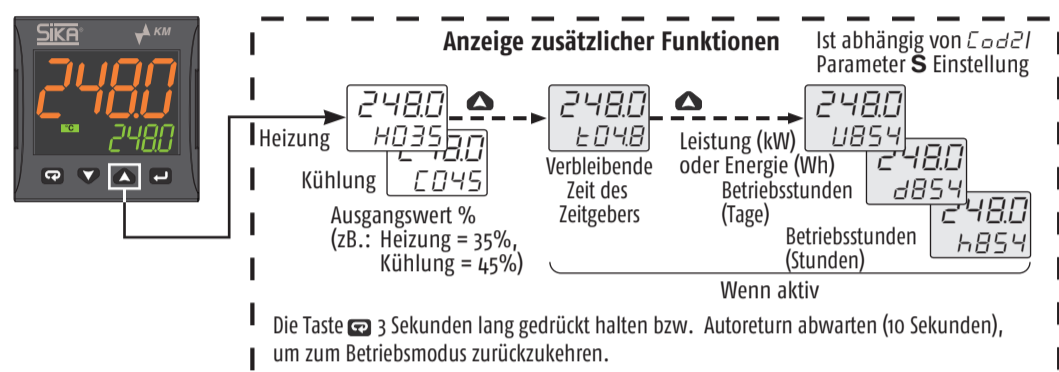 SIKA® KM
248.0
°C 248.0
Anzeige zusätzlicher Funktionen
Ist abhängig von Cod21
Parameter S Einstellung
Heizung
248.0
H035
Kühlung
248.0
C045
Ausgangswert %
(zB.: Heizung = 35%,
Kühlung = 45%)
248.0
t04.8
Verbleibende
Zeit des
Zeitgebers
Leistung (kW)
oder Energie (Wh)
248.0
U854
Betriebsstunden
(Tage)
248.0
d854
Betriebsstunden
(Stunden)
248.0
h854
Wenn aktiv
Die Taste 3 Sekunden lang gedrückt halten bzw. Autoreturn abwarten (10 Sekunden),
um zum Betriebsmodus zurückzukehren.